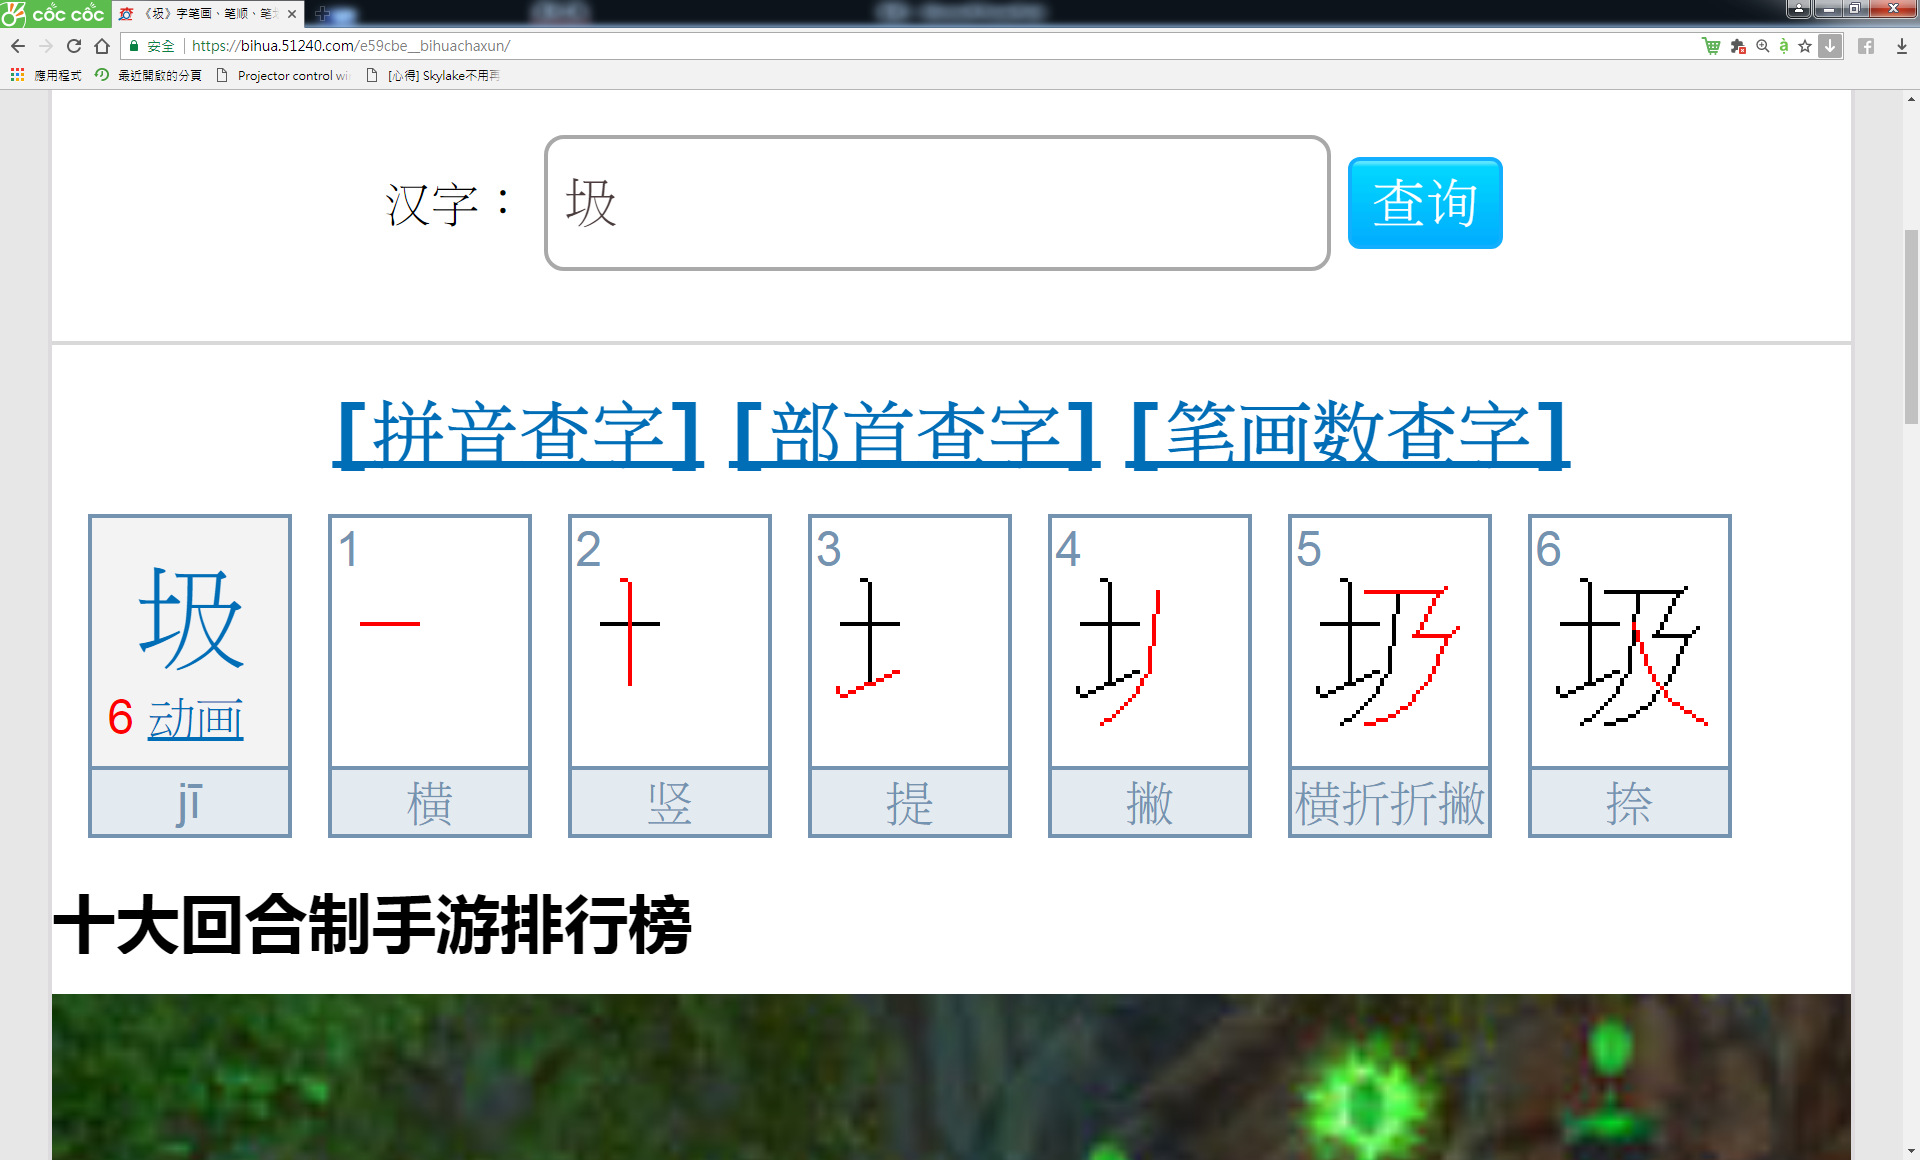 cốc cốc 《圾》字笔画、笔顺、笔
安全 https://bihua.51240.com/e59cbe__bihuachaxun/
應用程式 最近開啟的分頁 Projector control wi [心得] Skylake不用再
汉字： 圾 查询
[拼音查字] [部首查字] [笔画数查字]
1 2 3 4 5 6
圾
6 动画
jī 横 竖 提 撇 横折折撇 捺
十大回合制手游排行榜